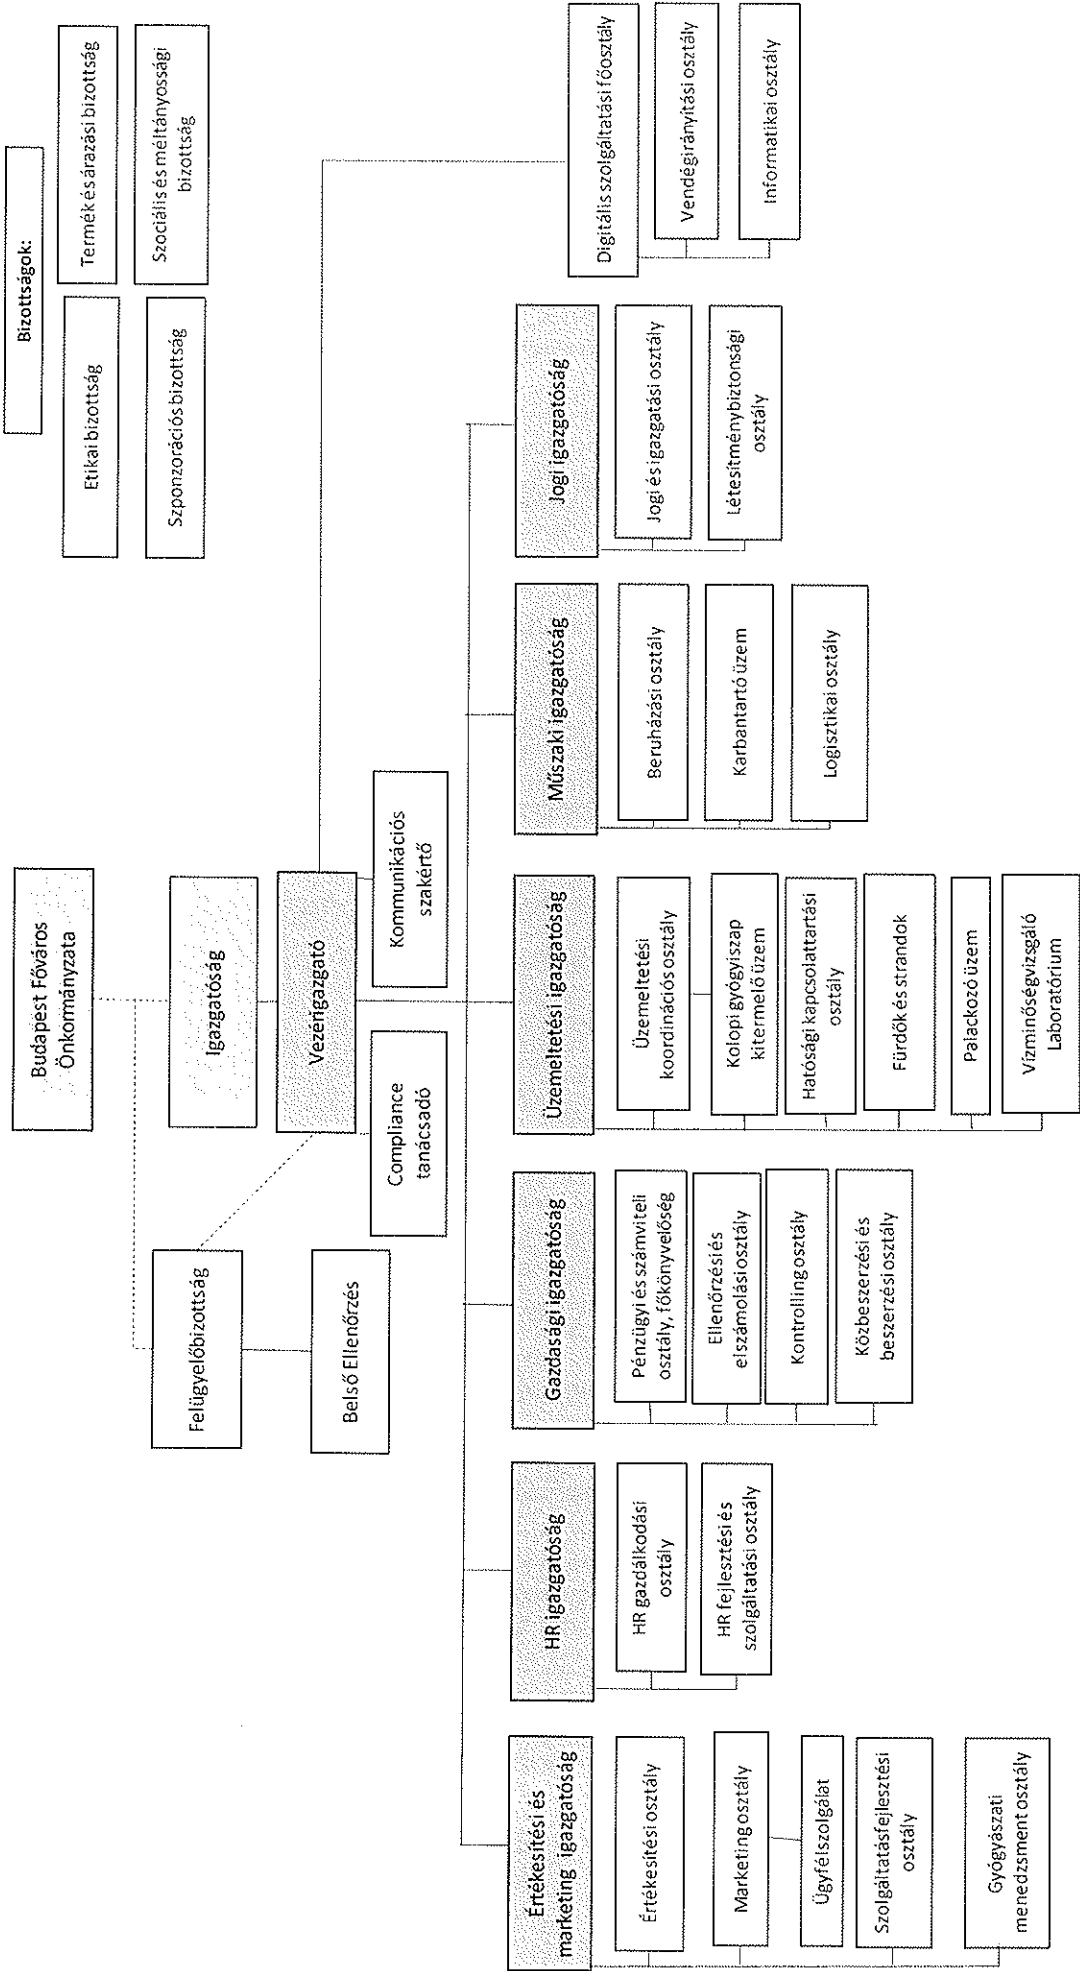 Budapest Főváros
Önkormányzata
Bizottságok:
Etikai bizottság
Termék és árazási bizottság
Szponzorációs bizottság
Szociális és méltányossági
bizottság
Felügyelőbizottság
Igazgatóság
Belső Ellenőrzés
Vezérigazgató
Compliance
tanácsadó
Kommunikációs
szakértő
Értékesítési és
marketing igazgatóság
Értékesítési osztály
Marketing osztály
Ügyfélszolgálat
Szolgáltatásfejlesztési
osztály
Gyógyászati
menedzsment osztály
HR igazgatóság
HR gazdálkodási
osztály
HR fejlesztési és
szolgáltatási osztály
Gazdasági igazgatóság
Pénzügyi és számviteli
osztály, főkönyvelőség
Ellenőrzési és
elszámolási osztály
Kontrolling osztály
Közbeszerzési és
beszerzési osztály
Üzemeltetési igazgatóság
Üzemeltetési
koordinációs osztály
Kolopi gyógyiszap
kitermelő üzem
Hatósági kapcsolattartási
osztály
Fürdők és strandok
Palackozó üzem
Vízminőségvizsgáló
Laboratórium
Műszaki igazgatóság
Beruházási osztály
Karbantartó üzem
Logisztikai osztály
Jogi igazgatóság
Jogi és igazgatási osztály
Létesítménybiztonsági
osztály
Digitális szolgáltatási főosztály
Vendégirányítási osztály
Informatikai osztály